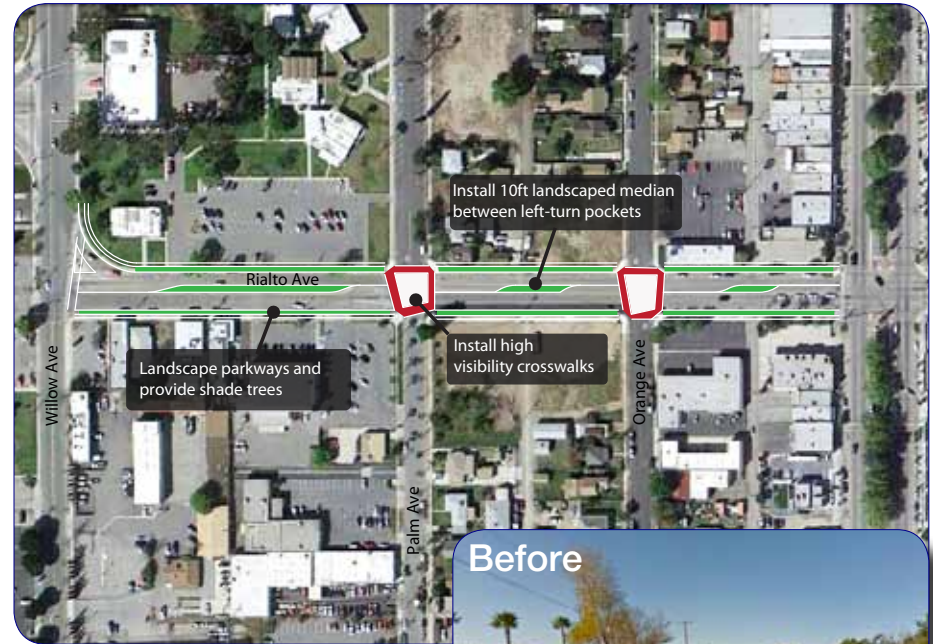 Install 10ft landscaped median
between left-turn pockets
Rialto Ave
Install high
visibility crosswalks
Landscape parkways and
provide shade trees
Willow Ave
Orange Ave
Palm Ave
Before